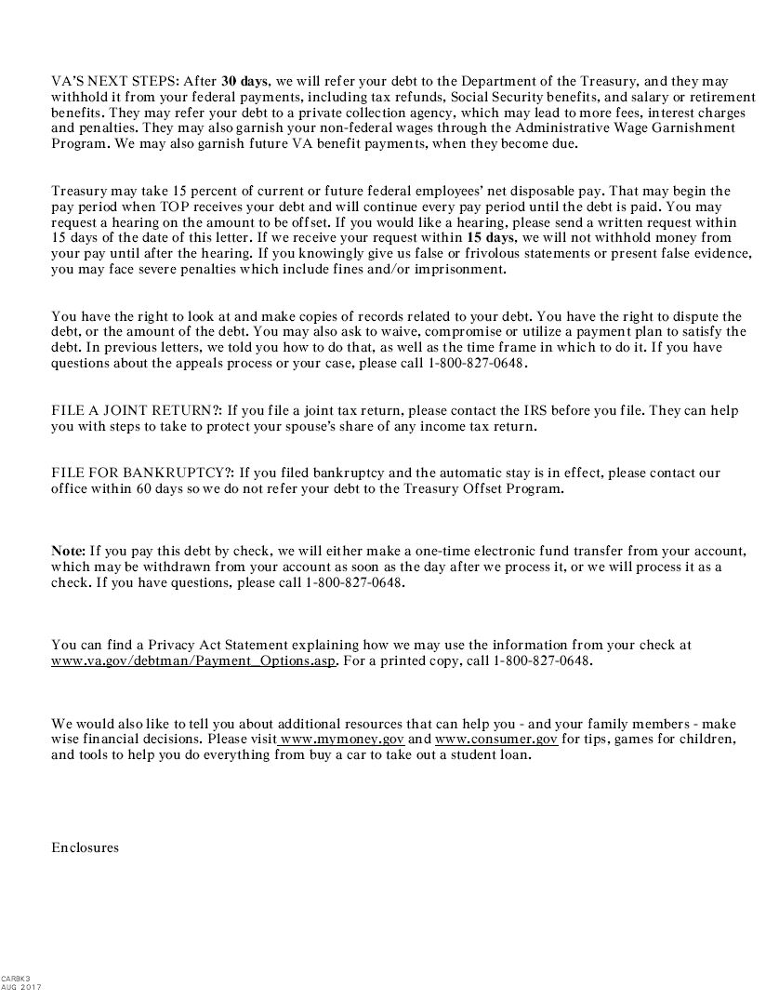 VA'S NEXT STEPS: After 30 days, we will refer your debt to the Department of the Treasury, and they may
withhold it from your federal payments, including tax refunds, Social Security benefits, and salary or retirement
benefits. They may refer your debt to a private collection agency, which may lead to more fees, interest charges
and penalties. They may also garnish your non-federal wages through the Administrative Wage Garnishment
Program. We may also garnish future VA benefit payments, when they become due.
Treasury may take 15 percent of current or future federal employees' net disposable pay. That may begin the
pay period when TOP receives your debt and will continue every pay period until the debt is paid. You may
request a hearing on the amount to be offset. If you would like a hearing, please send a written request within
15 days of the date of this letter. If we receive your request within 15 days, we will not withhold money from
your pay until after the hearing. If you knowingly give us false or frivolous statements or present false evidence,
you may face severe penalties which include fines and/or imprisonment.
You have the right to look at and make copies of records related to your debt. You have the right to dispute the
debt, or the amount of the debt. You may also ask to waive, compromise or utilize a payment plan to satisfy the
debt. In previous letters, we told you how to do that, as well as the time frame in which to do it. If you have
questions about the appeals process or your case, please call 1-800-827-0648.
FILE A JOINT RETURN?: If you file a joint tax return, please contact the IRS before you file. They can help
you with steps to take to protect your spouse's share of any income tax return.
FILE FOR BANKRUPTCY?: If you filed bankruptcy and the automatic stay is in effect, please contact our
office within 60 days so we do not refer your debt to the Treasury Offset Program.
Note: If you pay this debt by check, we will either make a one-time electronic fund transfer from your account,
which may be withdrawn from your account as soon as the day after we process it, or we will process it as a
check. If you have questions, please call 1-800-827-0648.
You can find a Privacy Act Statement explaining how we may use the information from your check at
www.va.gov/debtman/Payment_Options.asp. For a printed copy, call 1-800-827-0648.
We would also like to tell you about additional resources that can help you - and your family members - make
wise financial decisions. Please visit www.mymoney.gov and www.consumer.gov for tips, games for children,
and tools to help you do everything from buy a car to take out a student loan.
Enclosures
CARBK3
AUG 2017